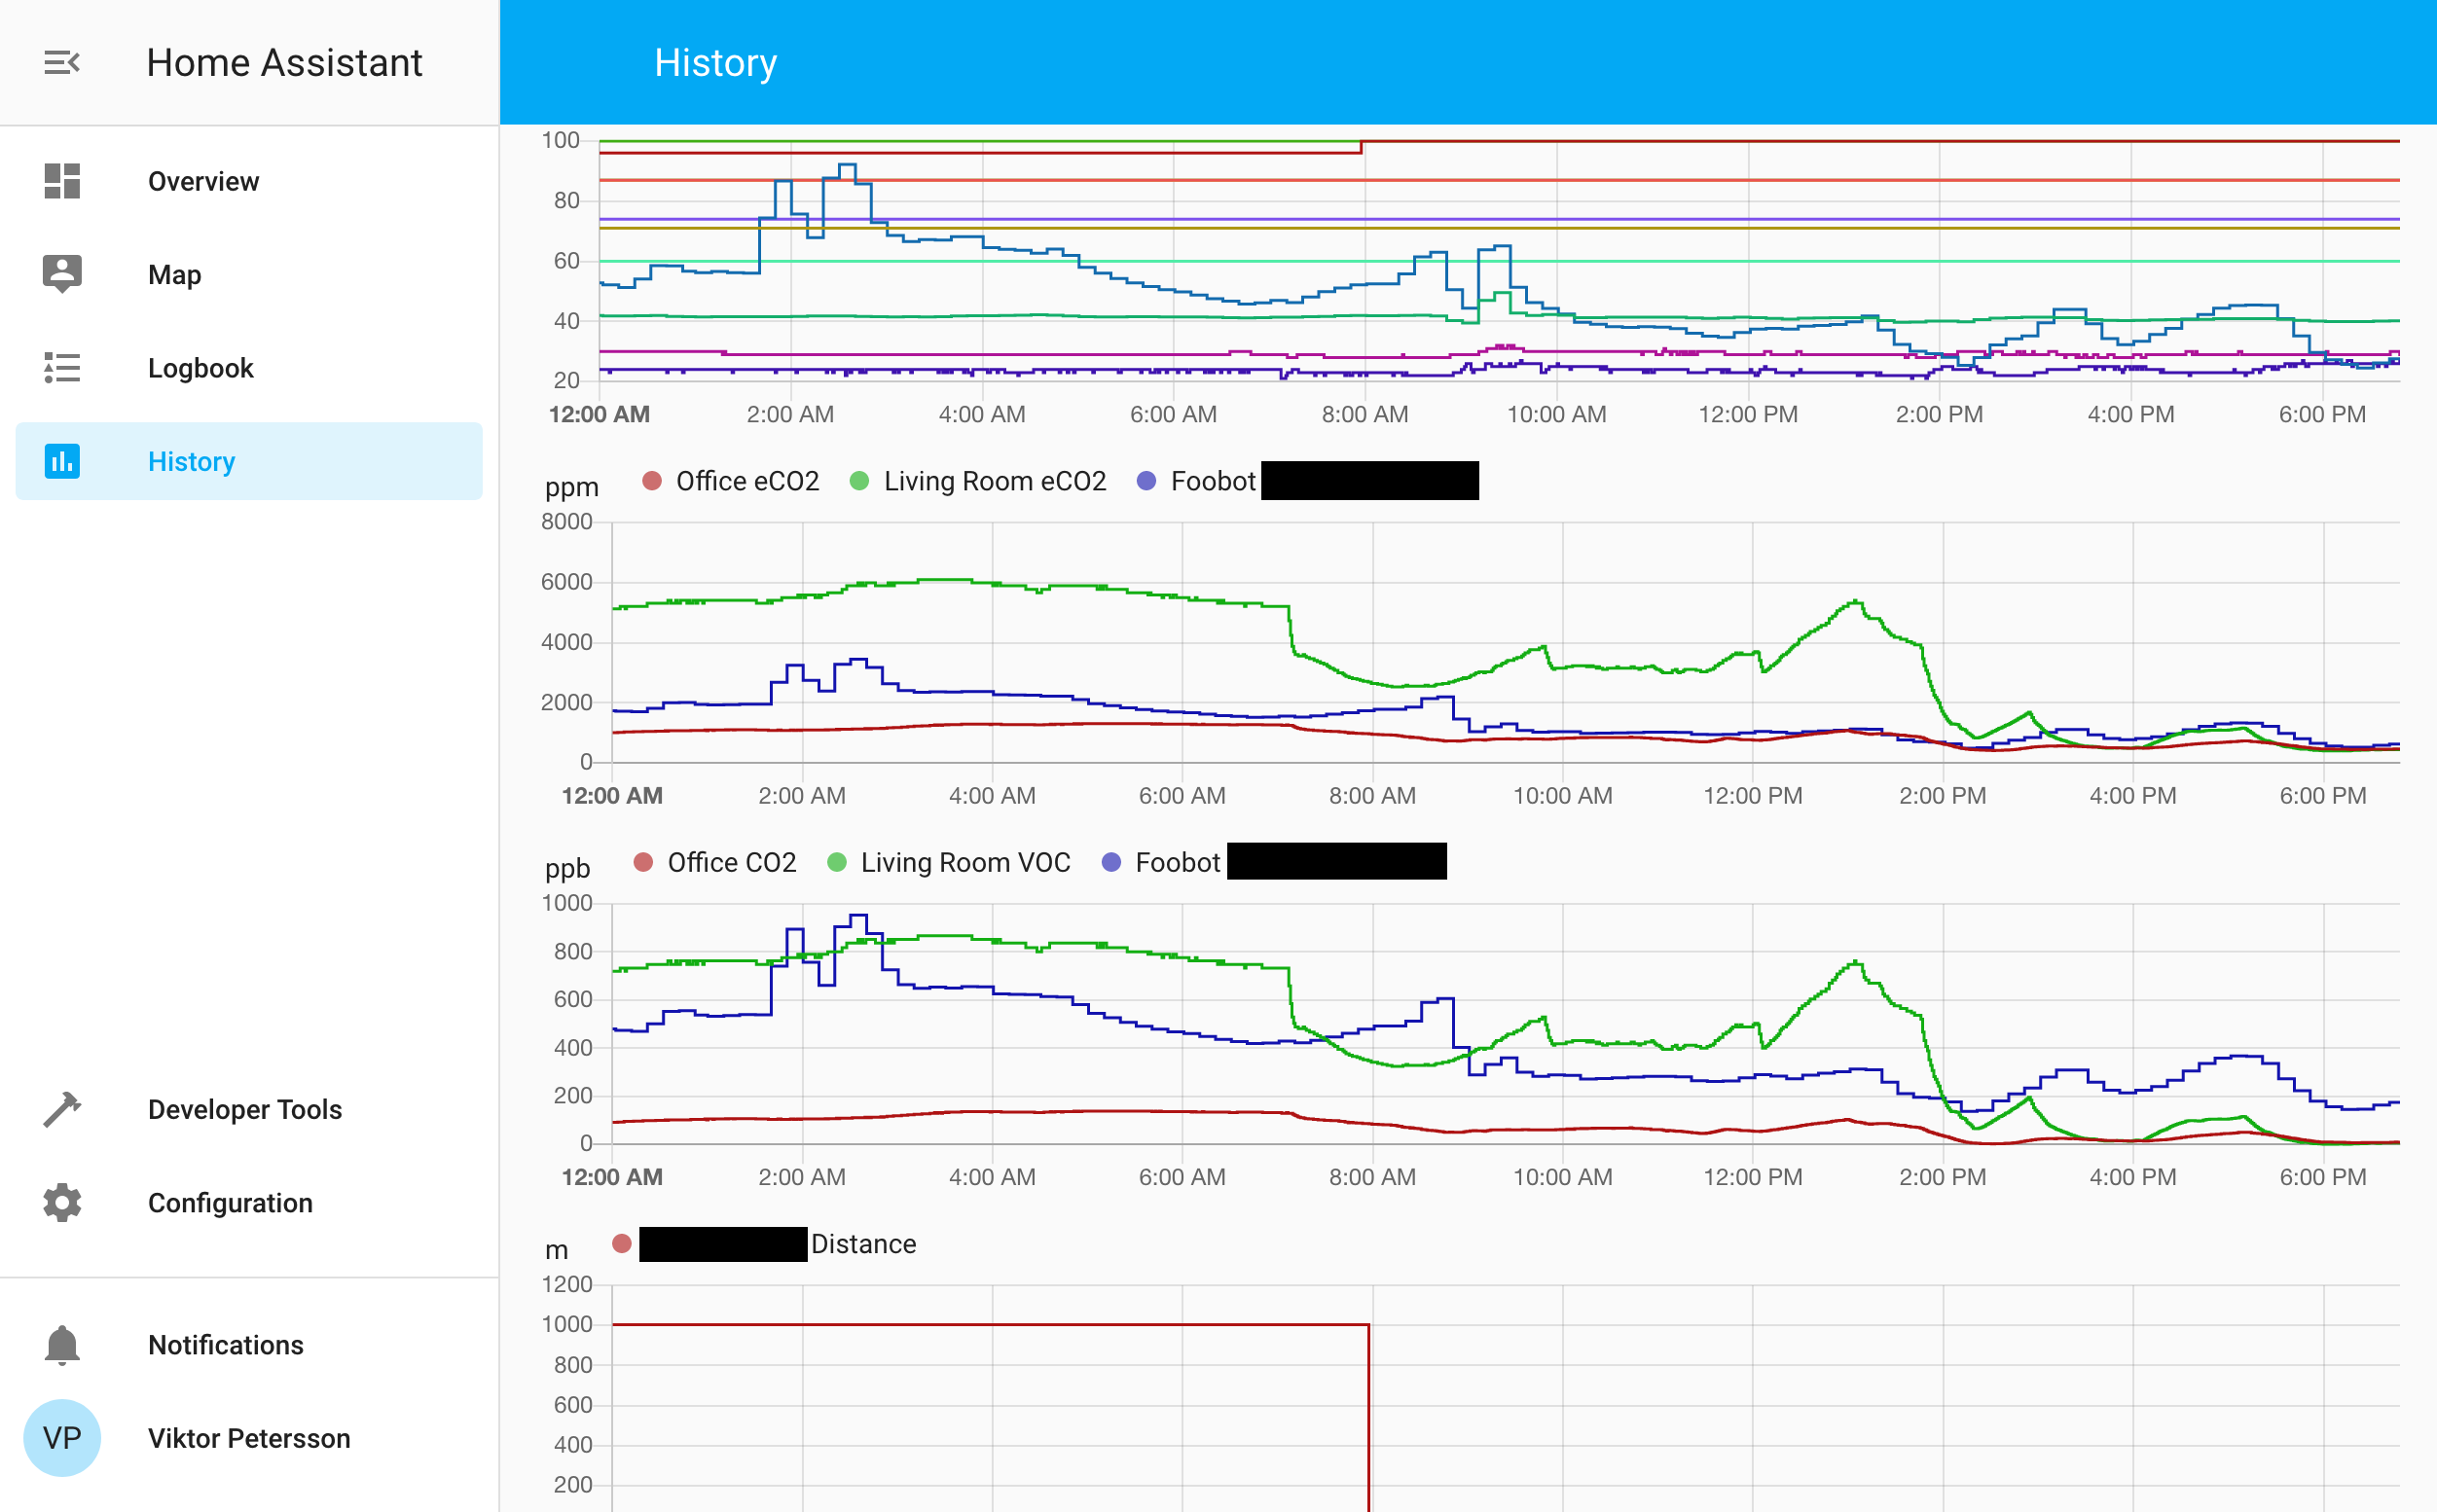 Home Assistant
History
Overview
Map
Logbook
History
Developer Tools
Configuration
Notifications
VP
Viktor Petersson
100
80
60
40
20
12:00 AM 2:00 AM 4:00 AM 6:00 AM 8:00 AM 10:00 AM 12:00 PM 2:00 PM 4:00 PM 6:00 PM
ppm Office eCO2 Living Room eCO2 Foobot
8000
6000
4000
2000
0
12:00 AM 2:00 AM 4:00 AM 6:00 AM 8:00 AM 10:00 AM 12:00 PM 2:00 PM 4:00 PM 6:00 PM
ppb Office CO2 Living Room VOC Foobot
1000
800
600
400
200
0
12:00 AM 2:00 AM 4:00 AM 6:00 AM 8:00 AM 10:00 AM 12:00 PM 2:00 PM 4:00 PM 6:00 PM
m Distance
1200
1000
800
600
400
200